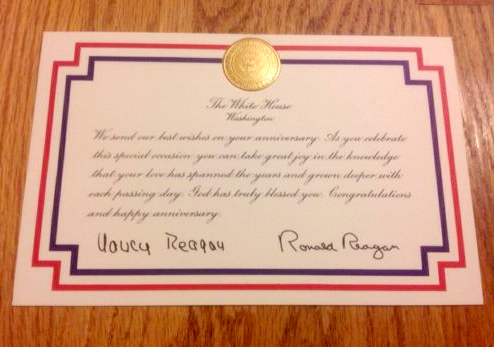 The White House
Washington
We send our best wishes on your anniversary. As you celebrate
this special occasion you can take great joy in the knowledge
that your love has spanned the years and grown deeper with
each passing day. God has truly blessed you. Congratulations
and happy anniversary.
Nancy Reagan Ronald Reagan